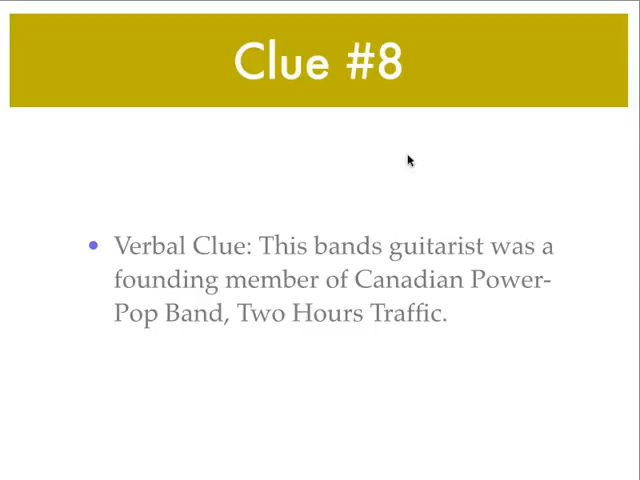 Clue #8
• Verbal Clue: This bands guitarist was a
founding member of Canadian Power-
Pop Band, Two Hours Traffic.